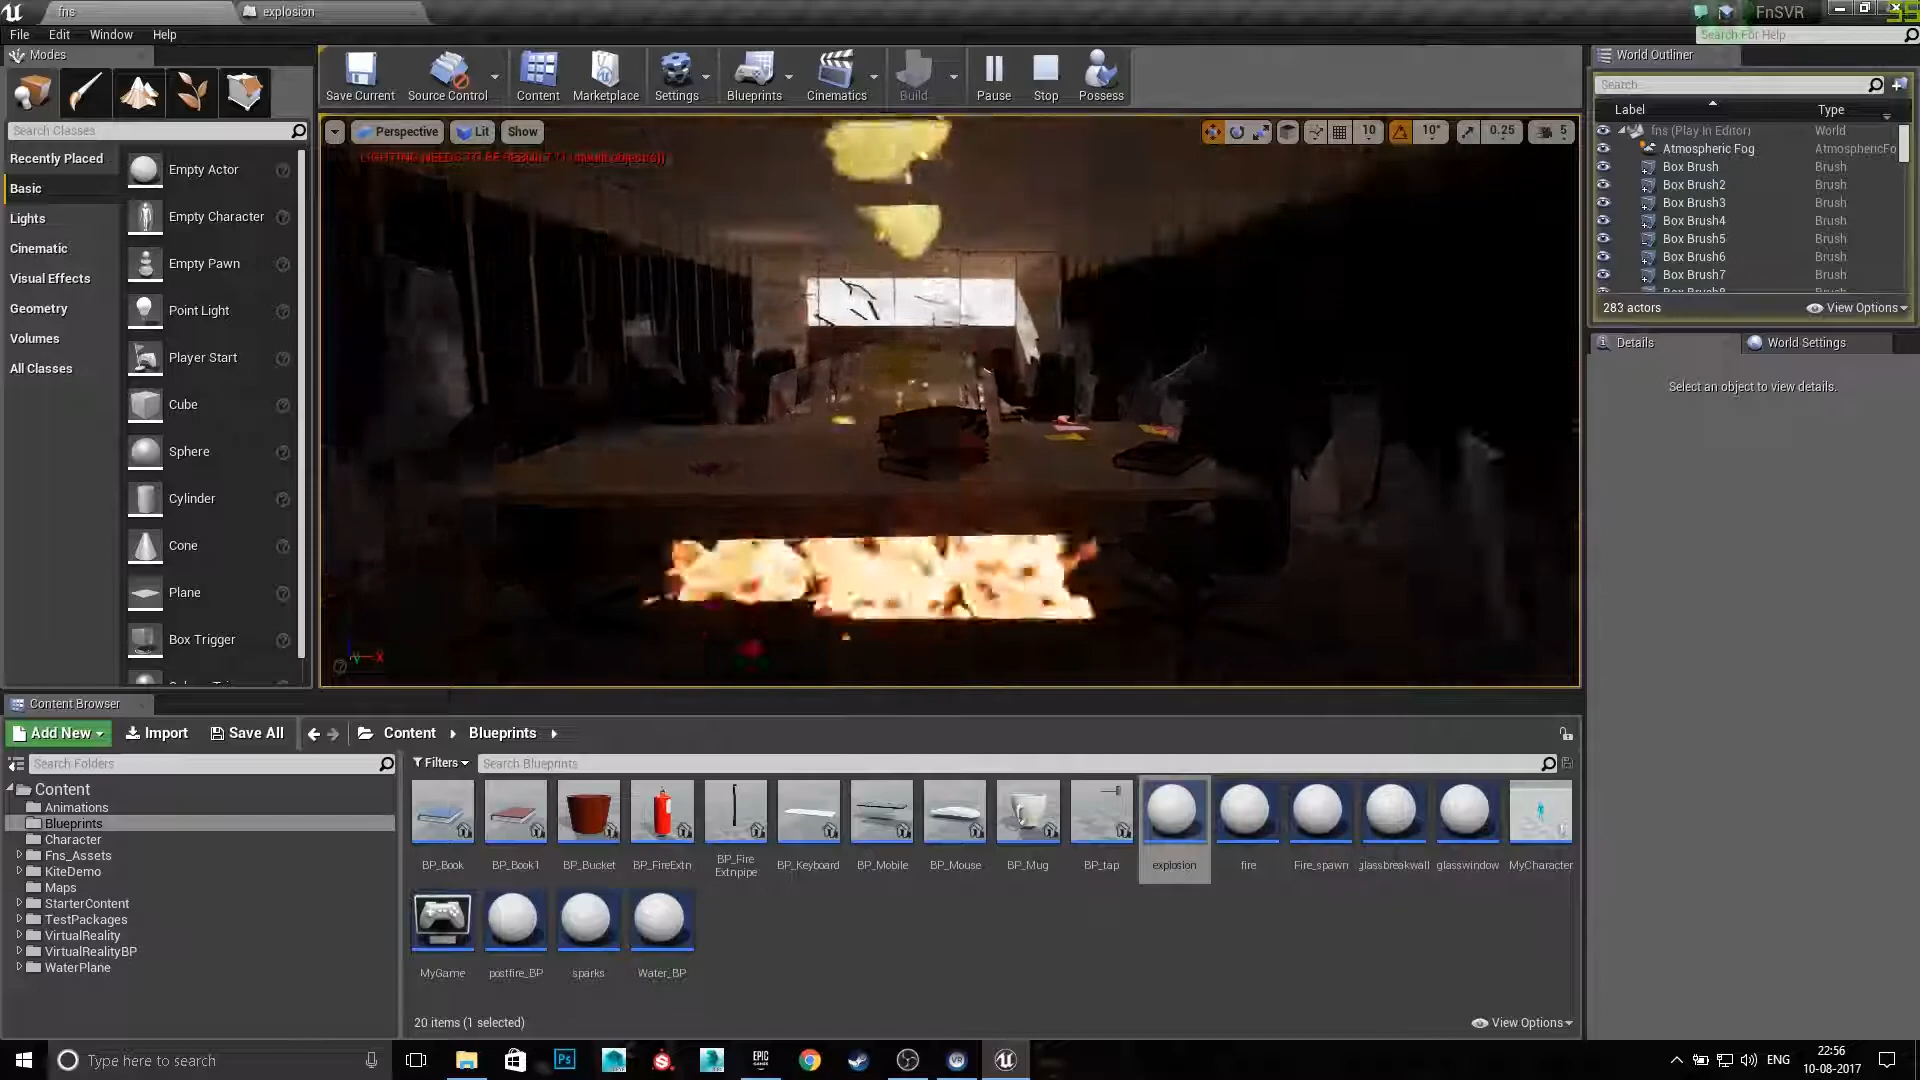 fns
explosion
FnSVR
File Edit Window Help
Search For Help
Modes
Search Classes
Recently Placed
Basic
Lights
Cinematic
Visual Effects
Geometry
Volumes
All Classes
Empty Actor
Empty Character
Empty Pawn
Point Light
Player Start
Cube
Sphere
Cylinder
Cone
Plane
Box Trigger
Save Current
Source Control
Content
Marketplace
Settings
Blueprints
Cinematics
Build
Pause
Stop
Possess
Perspective Lit Show
10 10° 0.25 5
LIGHTING NEEDS TO BE REBUILT
World Outliner
Search
Label Type
fns (Play In Editor) World
Atmospheric Fog AtmosphericFo
Box Brush Brush
Box Brush2 Brush
Box Brush3 Brush
Box Brush4 Brush
Box Brush5 Brush
Box Brush6 Brush
Box Brush7 Brush
283 actors View Options
Details World Settings
Select an object to view details.
Content Browser
Add New Import Save All Content Blueprints
Search Folders
Filters Search Blueprints
Content
Animations
Blueprints
Character
Fns_Assets
KiteDemo
Maps
StarterContent
TestPackages
VirtualReality
VirtualRealityBP
WaterPlane
BP_Book
BP_Book1
BP_Bucket
BP_FireExtn
BP_Fire
Extnpipe
BP_Keyboard
BP_Mobile
BP_Mouse
BP_Mug
BP_tap
explosion
fire
Fire_spawn
glassbreakwall
glasswindow
MyCharacter
MyGame
postfire_BP
sparks
Water_BP
20 items (1 selected)
View Options
Type here to search
Ps
EPIC
GAMES
VR
ENG
22:56
10-08-2017